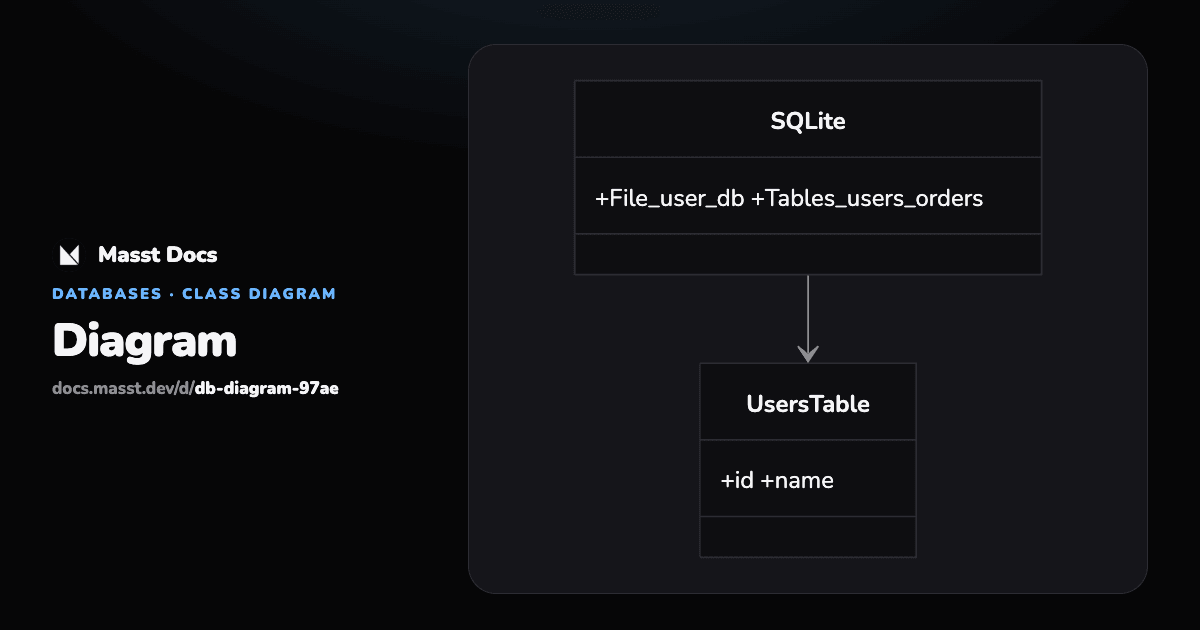 Masst Docs
DATABASES · CLASS DIAGRAM
Diagram
docs.masst.dev/d/db-diagram-97ae
SQLite
+File_user_db +Tables_users_orders
UsersTable
+id +name